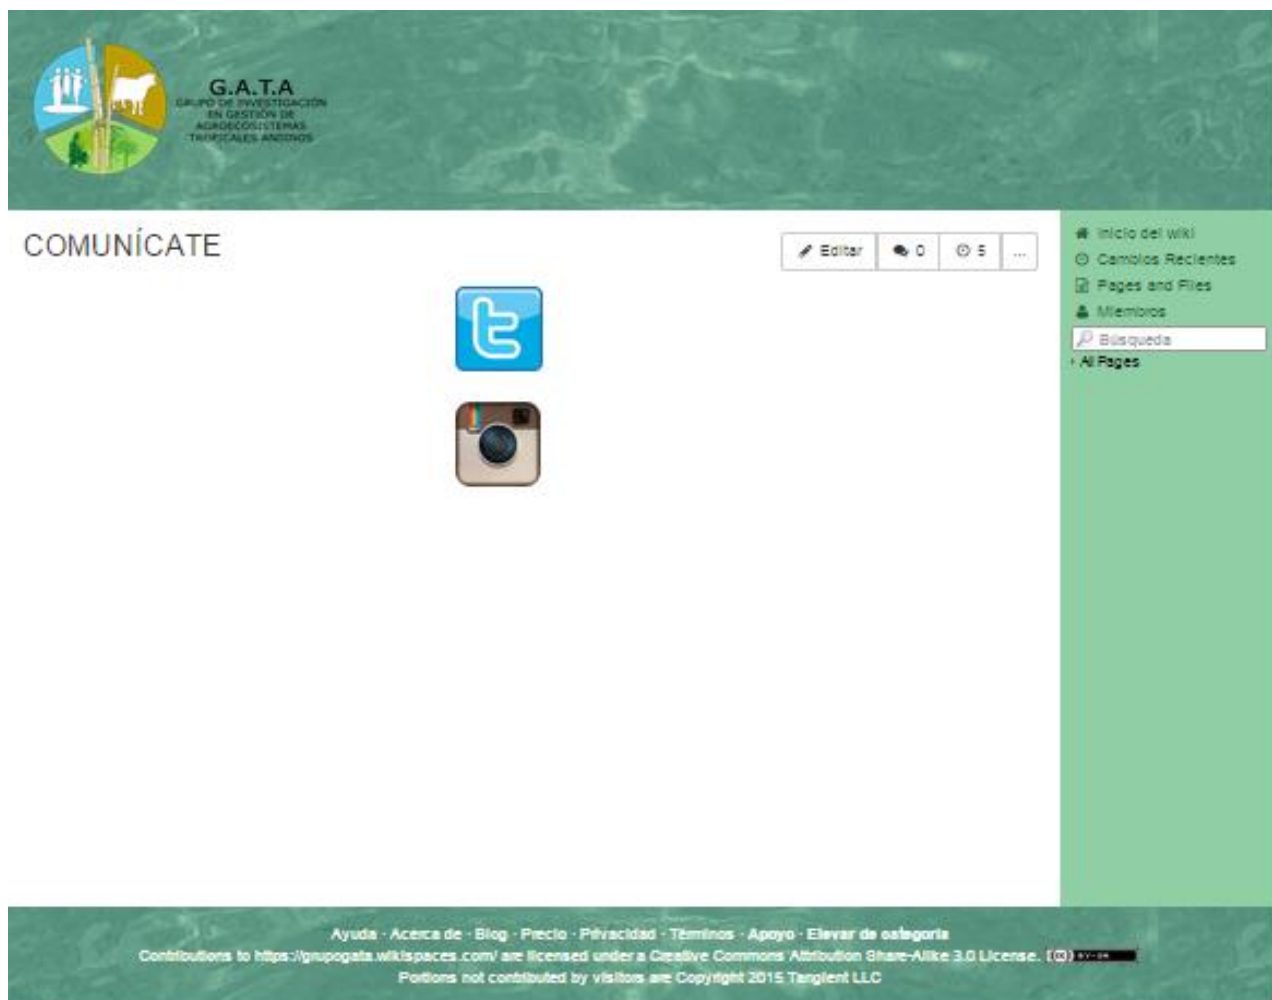 G.A.T.A
GRUPO DE INVESTIGACIÓN
EN GESTIÓN DE
AGROECOSISTEMAS
TROPICALES ANDINOS
COMUNÍCATE
Editar 0 5 ...
Inicio del wiki
Cambios Recientes
Pages and Files
Miembros
Búsqueda
All Pages
Ayuda · Acerca de · Blog · Precio · Privacidad · Términos · Apoyo · Elevar de categoría
Contributions to https://grupogata.wikispaces.com/ are licensed under a Creative Commons Attribution Share-Alike 3.0 License. (cc) BY-SA
Portions not contributed by visitors are Copyright 2015 Tangient LLC